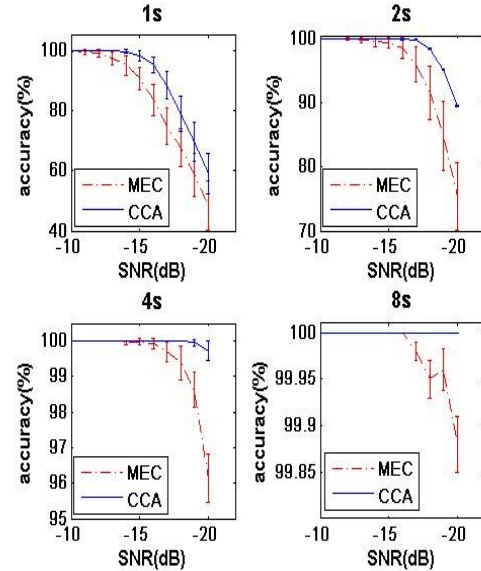 1s
accuracy(%)
100
80
60
40
MEC
CCA
-10
-15
-20
SNR(dB)
2s
accuracy(%)
100
90
80
70
MEC
CCA
-10
-15
-20
SNR(dB)
4s
accuracy(%)
100
99
98
97
96
95
MEC
CCA
-10
-15
-20
SNR(dB)
8s
accuracy(%)
100
99.95
99.9
99.85
MEC
CCA
-10
-15
-20
SNR(dB)